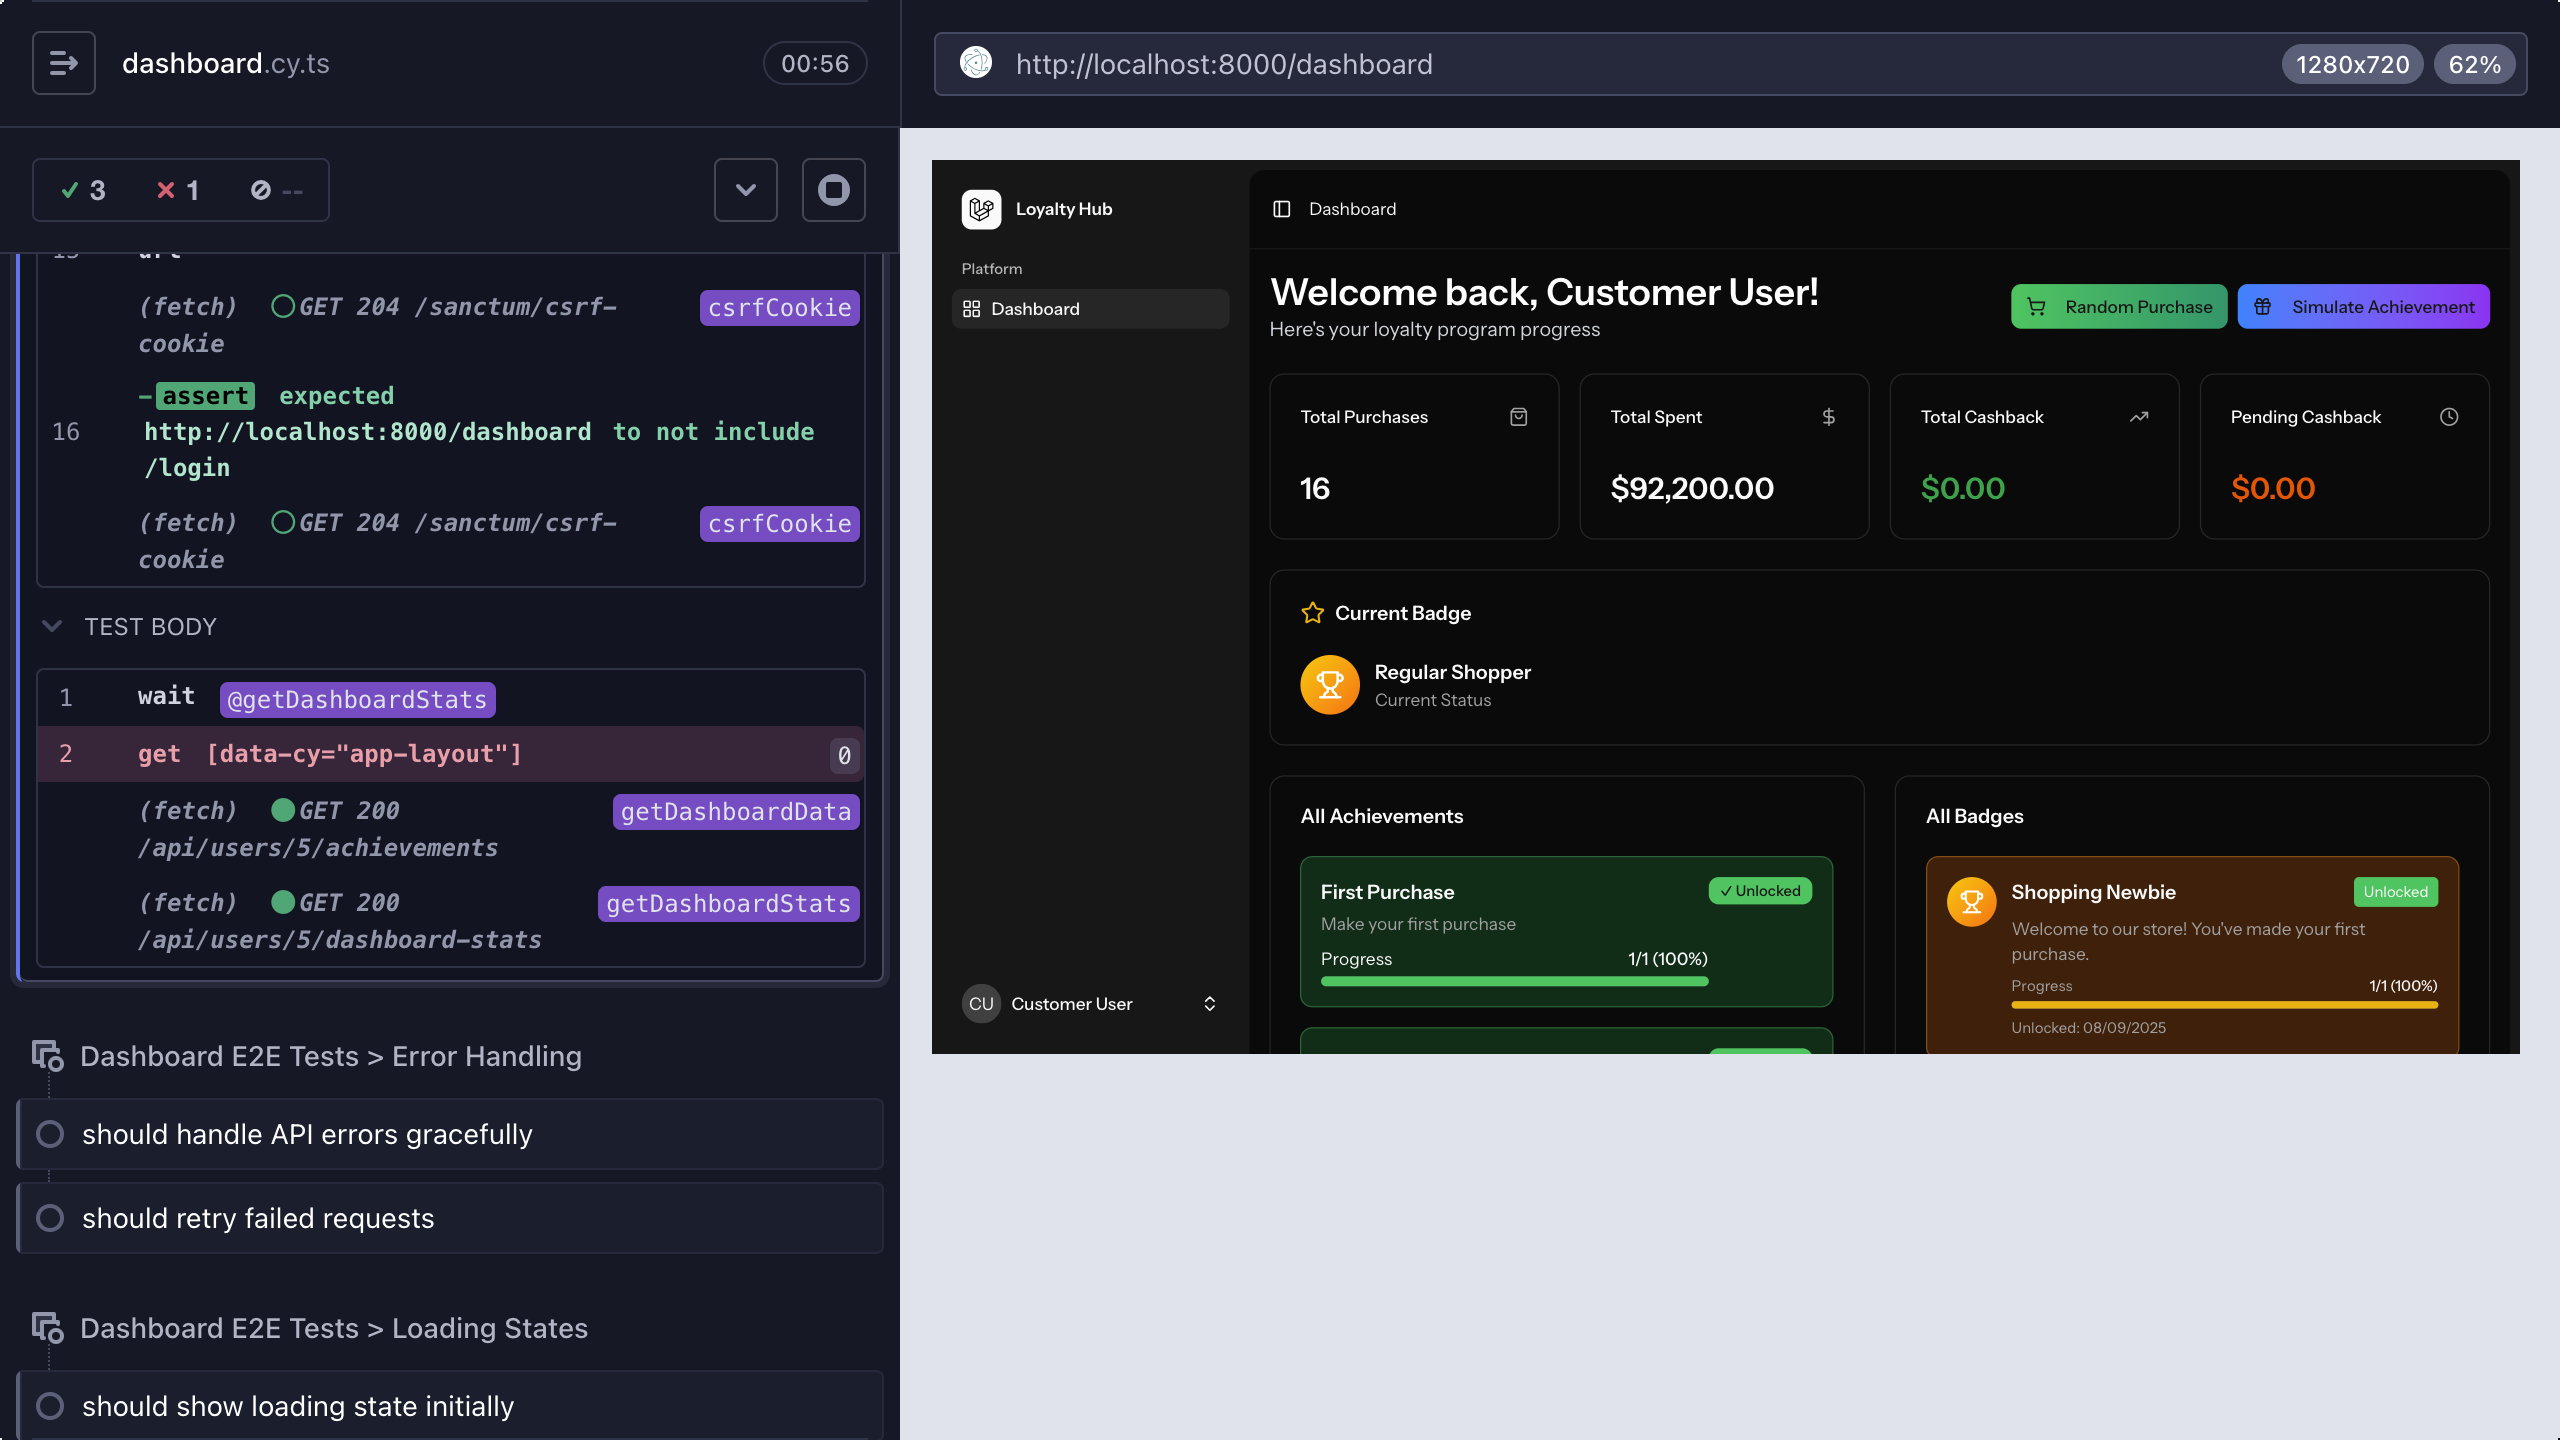 dashboard.cy.ts
00:56
3
1
--
(fetch) GET 204 /sanctum/csrf-
cookie
csrfCookie
-assert expected
16
http://localhost:8000/dashboard to not include
/login
(fetch) GET 204 /sanctum/csrf-
cookie
csrfCookie
TEST BODY
1 wait @getDashboardStats
2 get [data-cy="app-layout"] 0
(fetch) GET 200
/api/users/5/achievements
getDashboardData
(fetch) GET 200
/api/users/5/dashboard-stats
getDashboardStats
Dashboard E2E Tests > Error Handling
should handle API errors gracefully
should retry failed requests
Dashboard E2E Tests > Loading States
should show loading state initially
http://localhost:8000/dashboard
1280x720
62%
Loyalty Hub
Platform
Dashboard
CU Customer User
Dashboard
Welcome back, Customer User!
Here's your loyalty program progress
Random Purchase
Simulate Achievement
Total Purchases
16
Total Spent
$92,200.00
Total Cashback
$0.00
Pending Cashback
$0.00
Current Badge
Regular Shopper
Current Status
All Achievements
First Purchase
✓ Unlocked
Make your first purchase
Progress 1/1 (100%)
All Badges
Shopping Newbie
Unlocked
Welcome to our store! You've made your first
purchase.
Progress 1/1 (100%)
Unlocked: 08/09/2025